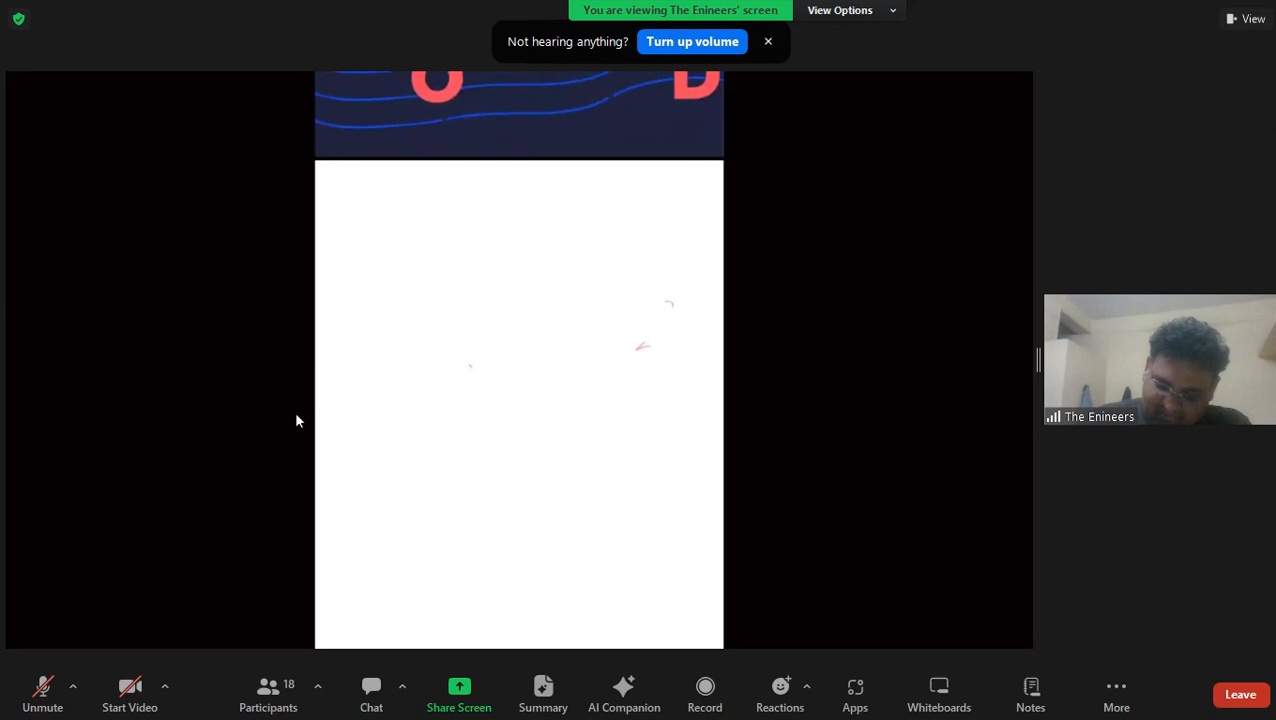 You are viewing The Enineers' screen
View Options
View
Not hearing anything?
Turn up volume
O
D
The Enineers
18
Unmute
Start Video
Participants
Chat
Share Screen
Summary
AI Companion
Record
Reactions
Apps
Whiteboards
Notes
More
Leave